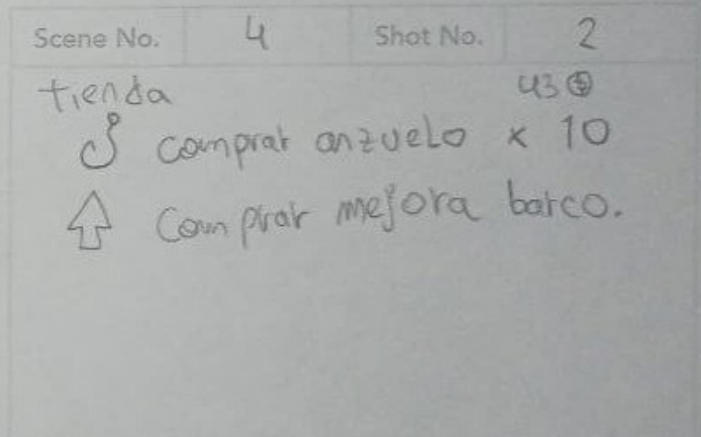 Scene No. 4 Shot No. 2
tienda 43
comprar anzuelo x 10
comprar mejora barco.